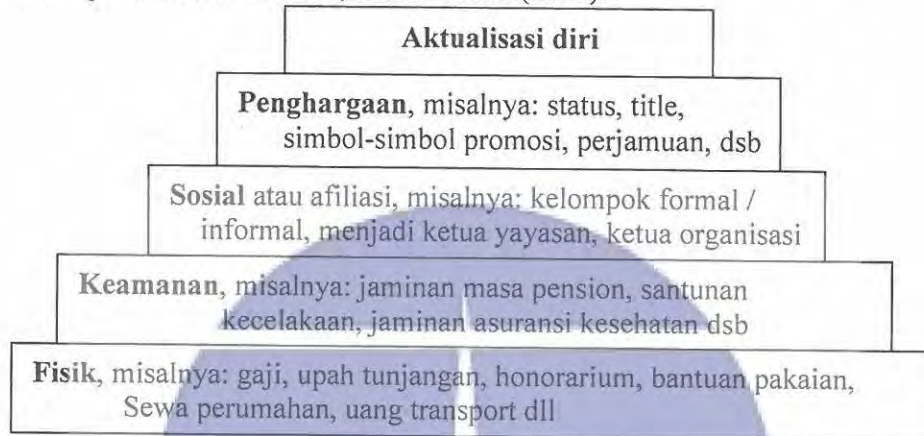 Aktualisasi diri
Penghargaan, misalnya: status, title,
simbol-simbol promosi, perjamuan, dsb
Sosial atau afiliasi, misalnya: kelompok formal /
informal, menjadi ketua yayasan, ketua organisasi
Keamanan, misalnya: jaminan masa pension, santunan
kecelakaan, jaminan asuransi kesehatan dsb
Fisik, misalnya: gaji, upah tunjangan, honorarium, bantuan pakaian,
Sewa perumahan, uang transport dll